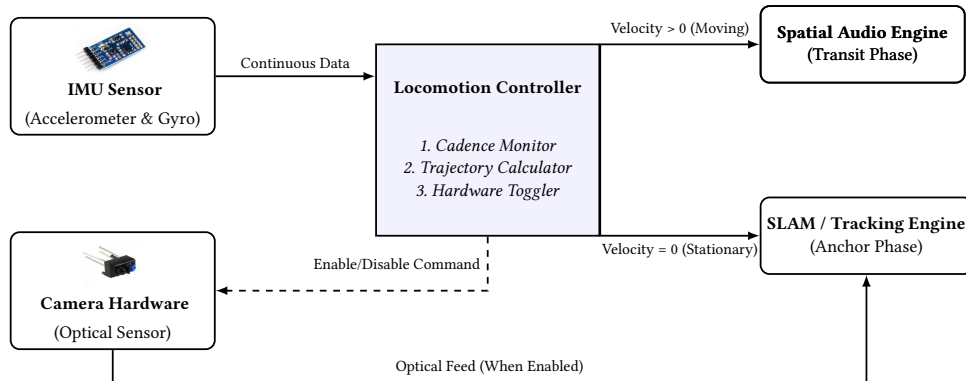 IMU Sensor
(Accelerometer & Gyro)
Continuous Data
Locomotion Controller
1. Cadence Monitor
2. Trajectory Calculator
3. Hardware Toggler
Velocity > 0 (Moving)
Spatial Audio Engine
(Transit Phase)
Velocity = 0 (Stationary)
SLAM / Tracking Engine
(Anchor Phase)
Enable/Disable Command
Camera Hardware
(Optical Sensor)
Optical Feed (When Enabled)